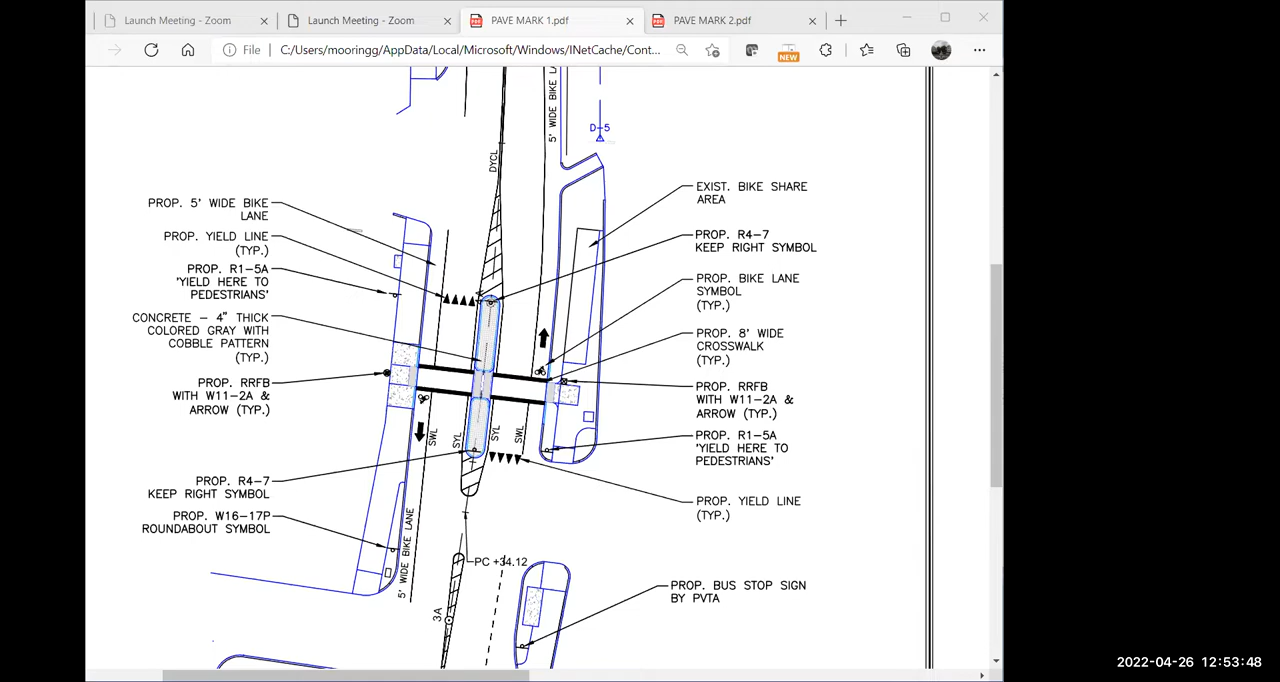 Launch Meeting - Zoom
Launch Meeting - Zoom
PAVE MARK 1.pdf
PAVE MARK 2.pdf
File
C:/Users/mooringg/AppData/Local/Microsoft/Windows/INetCache/Cont...
NEW
5' WIDE BIKE LA
D-5
DYCL
PROP. 5' WIDE BIKE
LANE
PROP. YIELD LINE
(TYP.)
PROP. R1-5A
'YIELD HERE TO
PEDESTRIANS'
CONCRETE - 4" THICK
COLORED GRAY WITH
COBBLE PATTERN
(TYP.)
PROP. RRFB
WITH W11-2A &
ARROW (TYP.)
PROP. R4-7
KEEP RIGHT SYMBOL
PROP. W16-17P
ROUNDABOUT SYMBOL
EXIST. BIKE SHARE
AREA
PROP. R4-7
KEEP RIGHT SYMBOL
PROP. BIKE LANE
SYMBOL
(TYP.)
PROP. 8' WIDE
CROSSWALK
(TYP.)
PROP. RRFB
WITH W11-2A &
ARROW (TYP.)
PROP. R1-5A
'YIELD HERE TO
PEDESTRIANS'
PROP. YIELD LINE
(TYP.)
PROP. BUS STOP SIGN
BY PVTA
SWL
SYL
SYL
SWL
5' WIDE BIKE LANE
PC +34.12
3A
2022-04-26 12:53:48